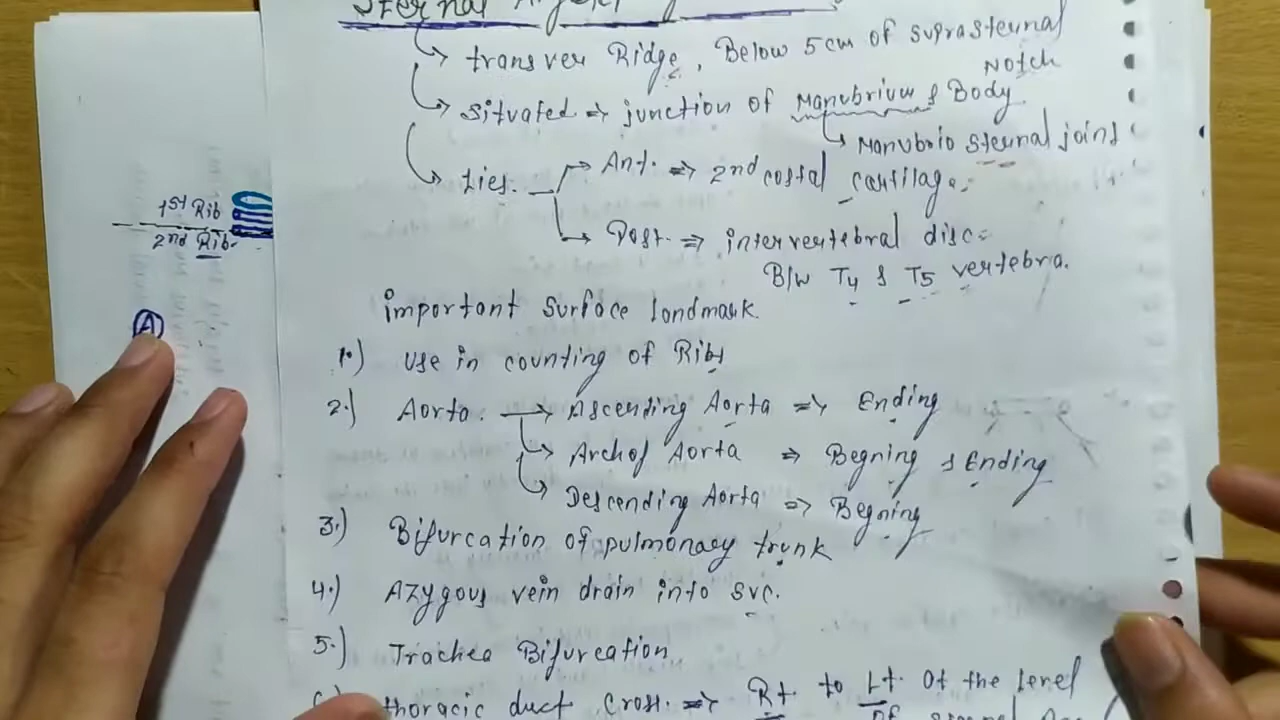 Sternal
transver Ridge, Below 5cm of suprasternal
Notch
Situated ⇒ junction of Manubrium & Body
Manubrio sternal joint
Lies. Ant. ⇒ 2nd costal cartilage.
Post. ⇒ intervertebral disc
B/w T4 & T5 vertebra.
important Surface landmark.
1.) Use in counting of Ribs
2.) Aorta. → Ascending Aorta ⇒ Ending
Arch of Aorta ⇒ Begning & Ending
Descending Aorta ⇒ Begning
3.) Bifurcation of pulmonary trunk
4.) Azygous vein drain into SVC.
5.) Trachea Bifurcation
thoracic duct cross ⇒ Rt. to Lt. at the level
of
1st Rib
2nd Rib
A